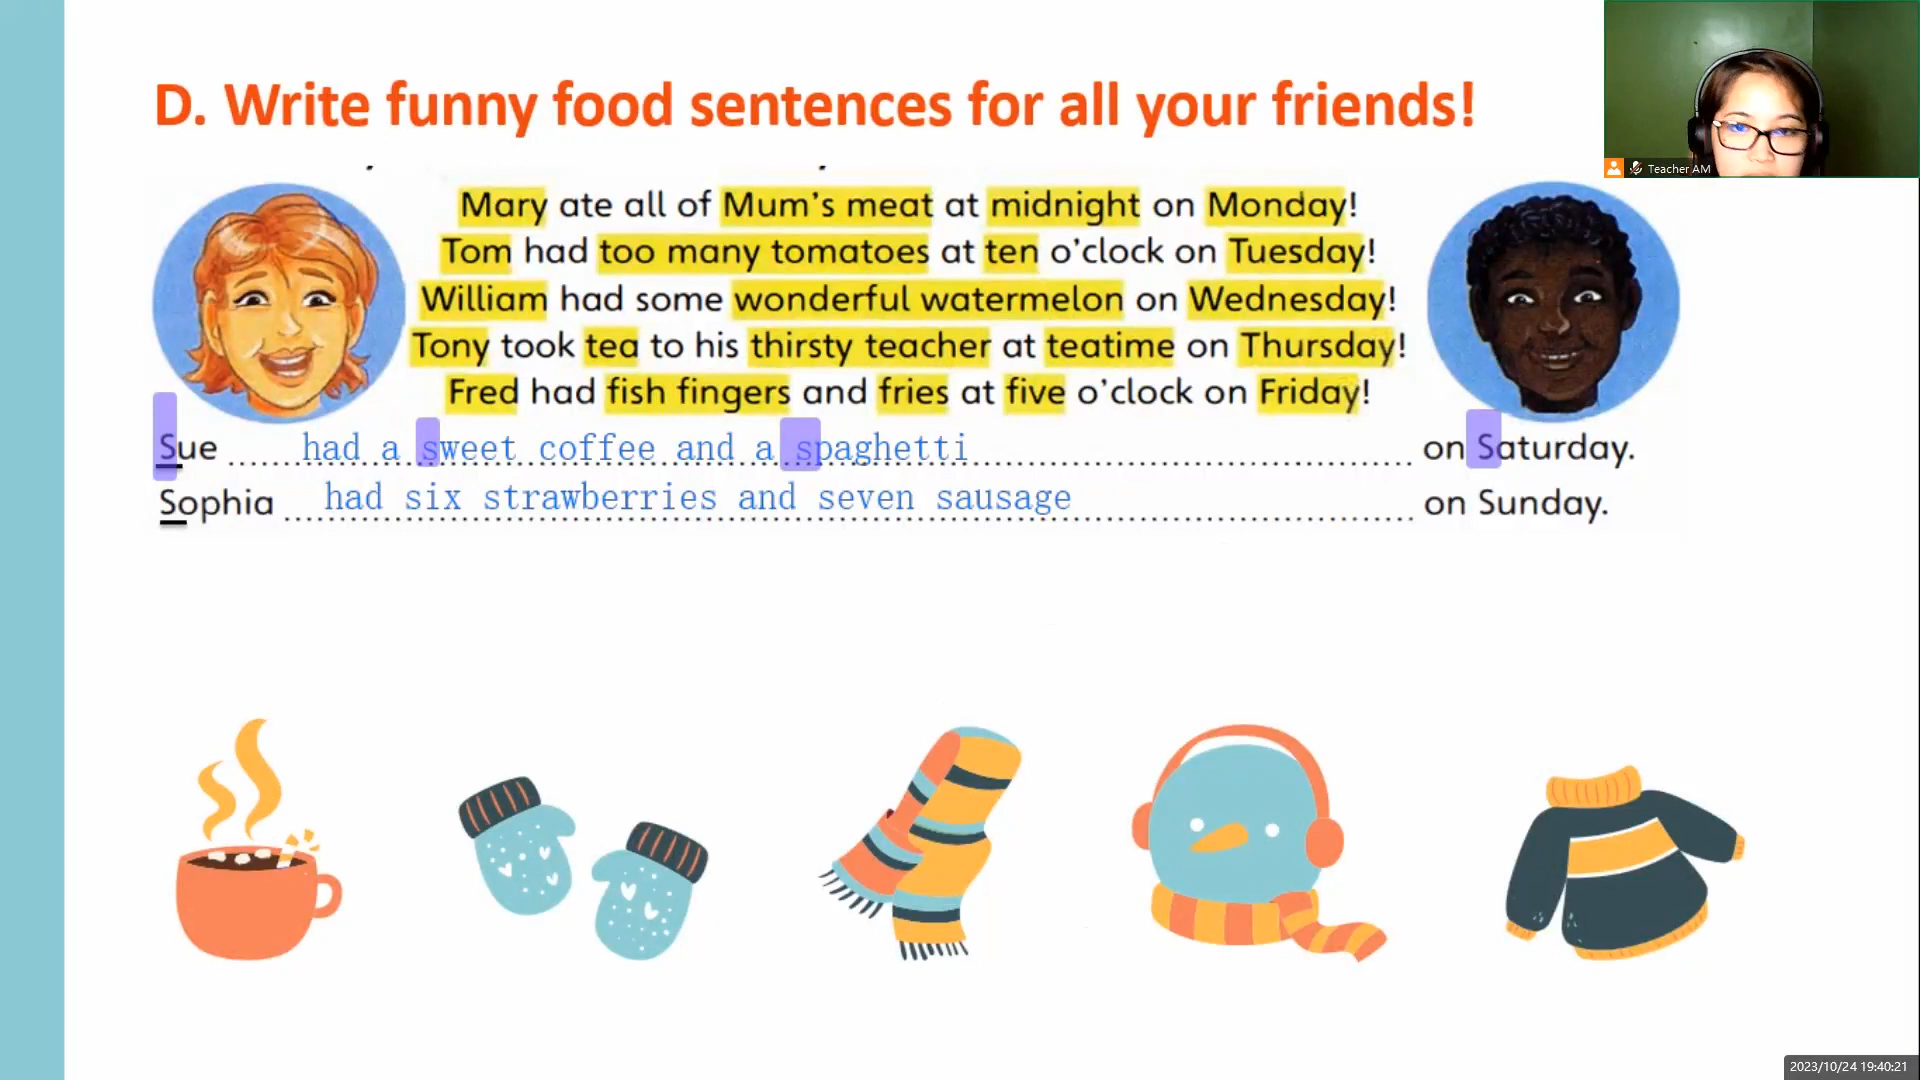 D. Write funny food sentences for all your friends!
Teacher AM
Mary ate all of Mum's meat at midnight on Monday!
Tom had too many tomatoes at ten o'clock on Tuesday!
William had some wonderful watermelon on Wednesday!
Tony took tea to his thirsty teacher at teatime on Thursday!
Fred had fish fingers and fries at five o'clock on Friday!
Sue had a sweet coffee and a spaghetti on Saturday.
Sophia had six strawberries and seven sausage on Sunday.
2023/10/24 19:40:21